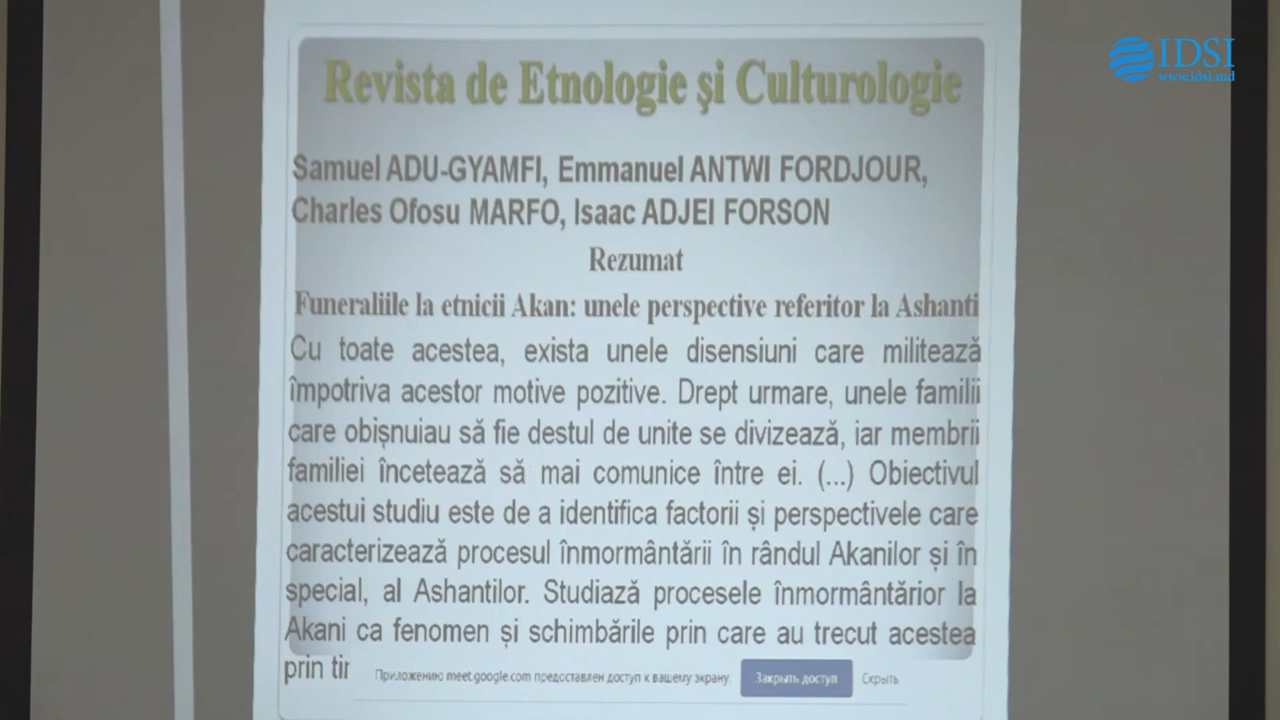 IDSI
www.idsi.md
Revista de Etnologie şi Culturologie
Samuel ADU-GYAMFI, Emmanuel ANTWI FORDJOUR,
Charles Ofosu MARFO, Isaac ADJEI FORSON
Rezumat
Funeraliile la etnicii Akan: unele perspective referitor la Ashanti
Cu toate acestea, exista unele disensiuni care militează
împotriva acestor motive pozitive. Drept urmare, unele familii
care obișnuiau să fie destul de unite se divizează, iar membrii
familiei încetează să mai comunice între ei. (...) Obiectivul
acestui studiu este de a identifica factorii și perspectivele care
caracterizează procesul înmormântării în rândul Akanilor și în
special, al Ashantilor. Studiază procesele înmormântărior la
Akani ca fenomen și schimbările prin care au trecut acestea
prin
Приложению meet.google.com предоставлен доступ к вашему экрану. Закрыть доступ Скрыть